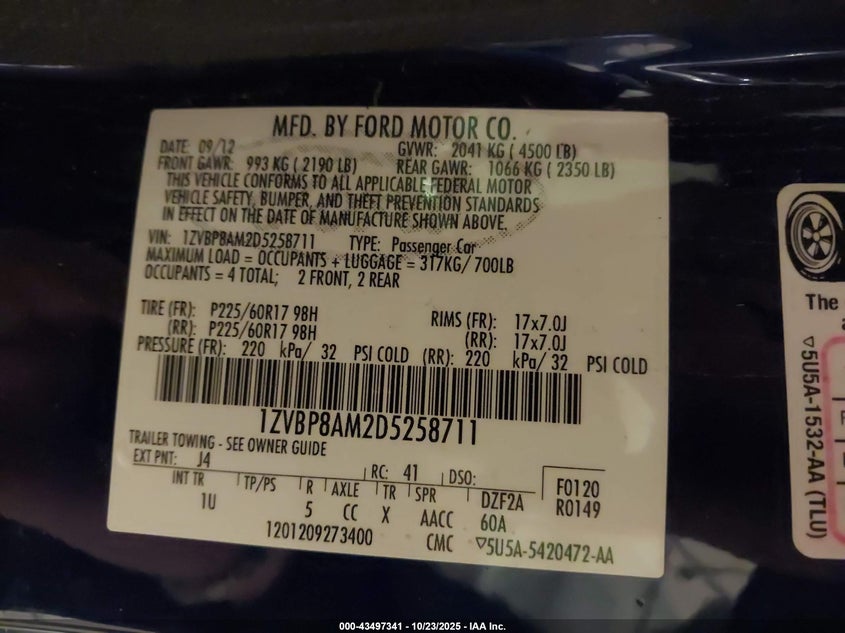 MFD. BY FORD MOTOR CO.
DATE: 09/12 GVWR: 2041 KG ( 4500 LB)
FRONT GAWR: 993 KG ( 2190 LB) REAR GAWR: 1066 KG ( 2350 LB)
THIS VEHICLE CONFORMS TO ALL APPLICABLE FEDERAL MOTOR
VEHICLE SAFETY, BUMPER, AND THEFT PREVENTION STANDARDS
IN EFFECT ON THE DATE OF MANUFACTURE SHOWN ABOVE.
VIN: 1ZVBP8AM2D5258711 TYPE: Passenger Car
MAXIMUM LOAD = OCCUPANTS + LUGGAGE = 317KG/ 700LB
OCCUPANTS = 4 TOTAL; 2 FRONT, 2 REAR
TIRE (FR): P225/60R17 98H RIMS (FR): 17x7.0J
(RR): P225/60R17 98H (RR): 17x7.0J
PRESSURE (FR): 220 kPa/ 32 PSI COLD (RR): 220 kPa/ 32 PSI COLD
1ZVBP8AM2D5258711
TRAILER TOWING - SEE OWNER GUIDE
EXT PNT: J4 RC: 41 DSO: F0120
INT TR TP/PS R AXLE TR SPR DZF2A R0149
1U 5 CC X AACC 60A
1201209273400 CMC ▽5U5A-5420472-AA
The
▽5U5A-1532-AA (TLU)
000-43497341 - 10/23/2025 - IAA Inc.